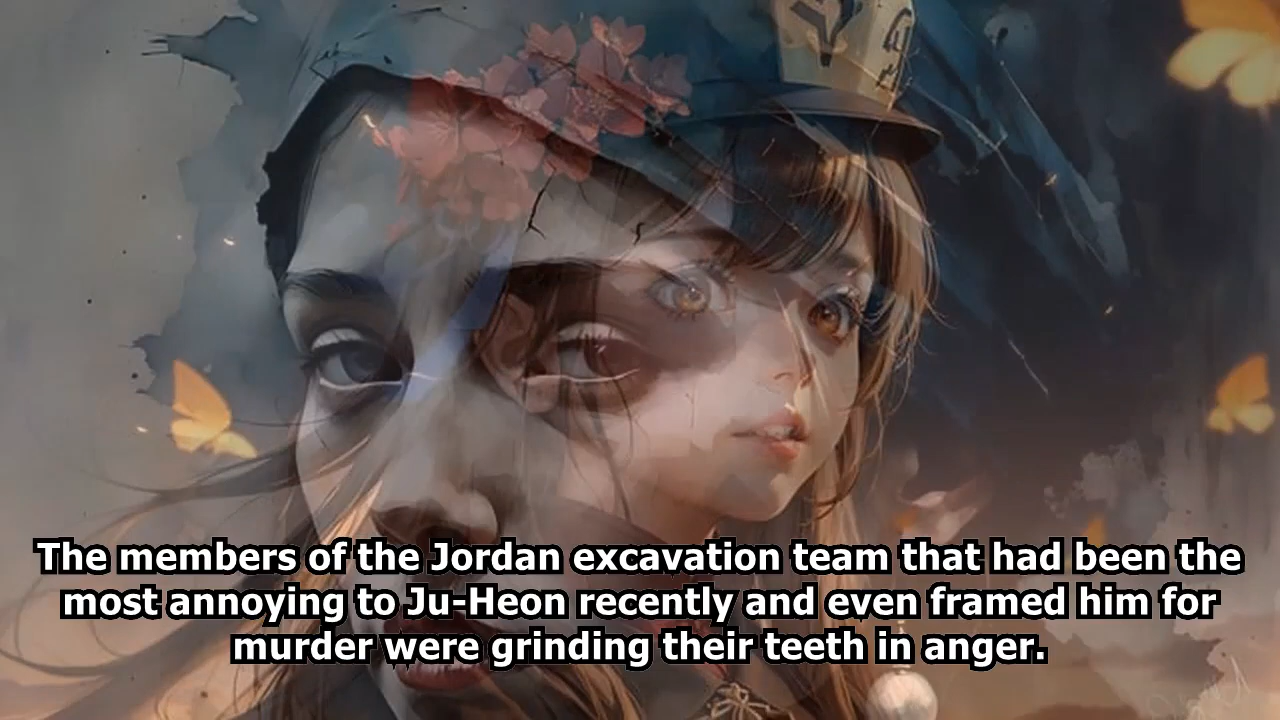 The members of the Jordan excavation team that had been the
most annoying to Ju-Heon recently and even framed him for
murder were grinding their teeth in anger.